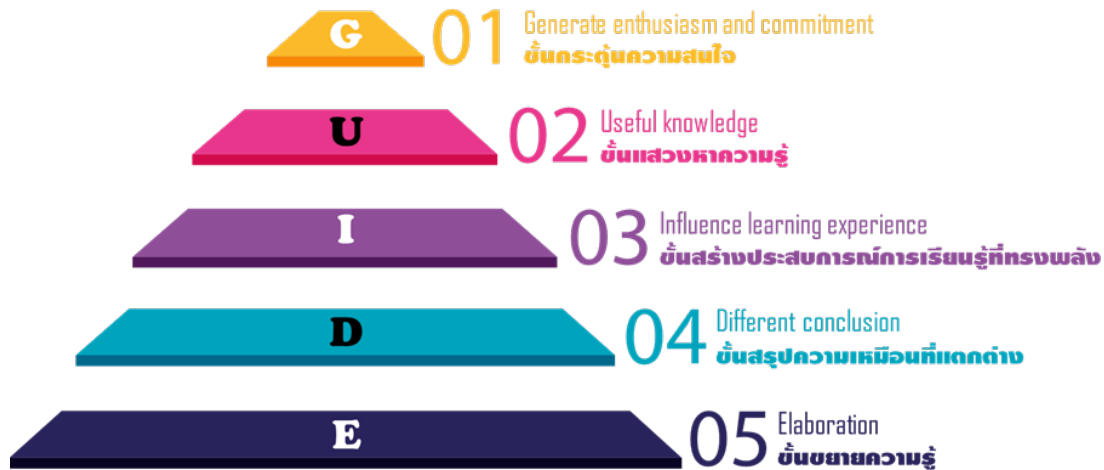 G
01
Generate enthusiasm and commitment
ขั้นกระตุ้นความสนใจ
U
02
Useful knowledge
ขั้นแสวงหาความรู้
I
03
Influence learning experience
ขั้นสร้างประสบการณ์การเรียนรู้ที่ทรงพลัง
D
04
Different conclusion
ขั้นสรุปความเหมือนที่แตกต่าง
E
05
Elaboration
ขั้นขยายความรู้